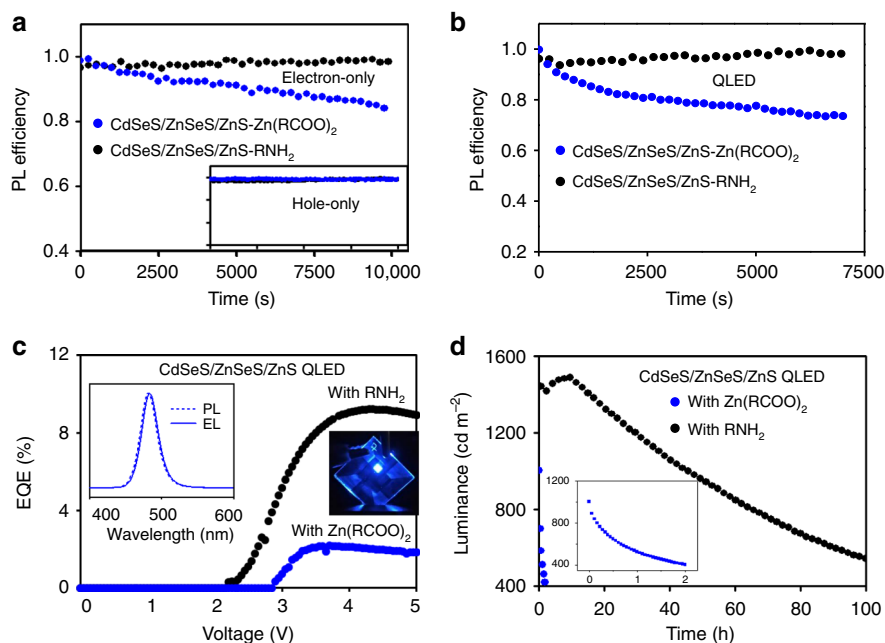 a
PL efficiency
1.0
0.8
0.6
0.4
Electron-only
CdSeS/ZnSeS/ZnS-Zn(RCOO)₂
CdSeS/ZnSeS/ZnS-RNH₂
Hole-only
0 2500 5000 7500 10,000
Time (s)
b
PL efficiency
1.0
0.8
0.6
0.4
0.2
QLED
CdSeS/ZnSeS/ZnS-Zn(RCOO)₂
CdSeS/ZnSeS/ZnS-RNH₂
0 2500 5000 7500
Time (s)
c
EQE (%)
12
9
6
3
0
CdSeS/ZnSeS/ZnS QLED
With RNH₂
PL
EL
400 500 600
Wavelength (nm)
With Zn(RCOO)₂
0 1 2 3 4 5
Voltage (V)
d
Luminance (cd m⁻²)
1600
1200
800
400
CdSeS/ZnSeS/ZnS QLED
With Zn(RCOO)₂
With RNH₂
1200
800
400
0 1 2
0 20 40 60 80 100
Time (h)